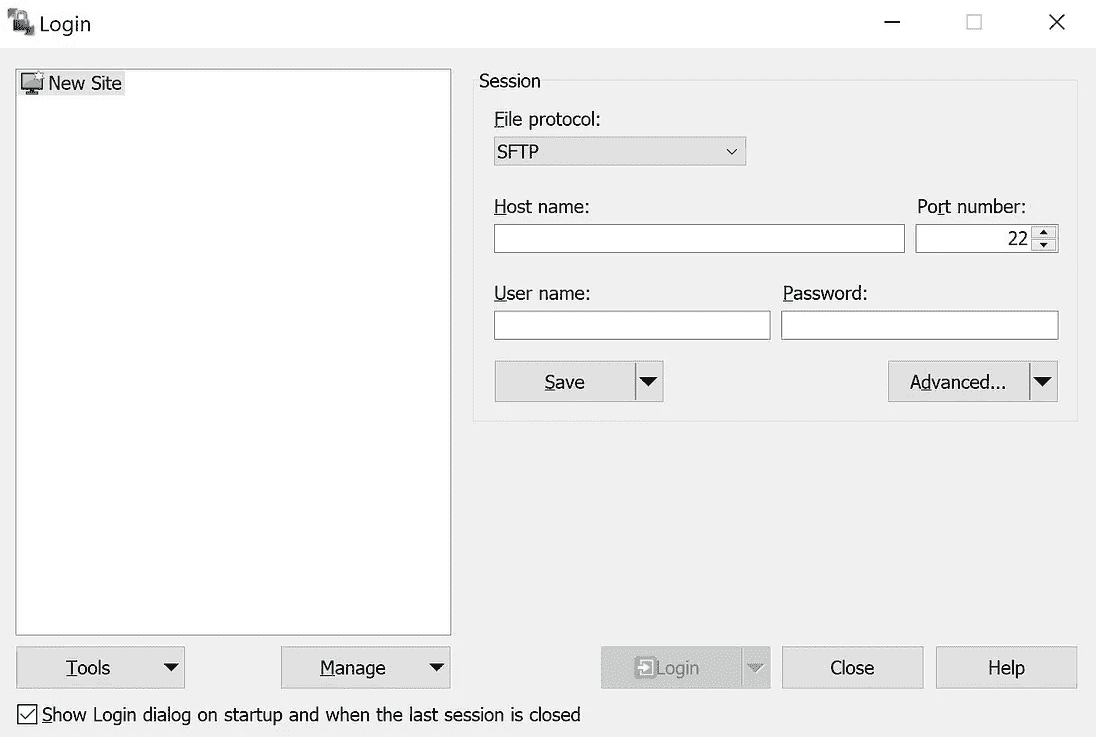 Login
New Site
Session
File protocol:
SFTP
Host name:
Port number:
22
User name:
Password:
Save
Advanced...
Tools
Manage
Login
Close
Help
Show Login dialog on startup and when the last session is closed